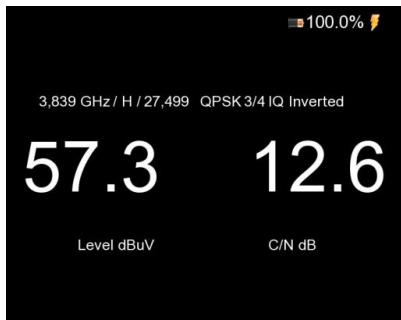 100.0%
3,839 GHz / H / 27,499 QPSK 3/4 IQ Inverted
57.3 12.6
Level dBuV C/N dB